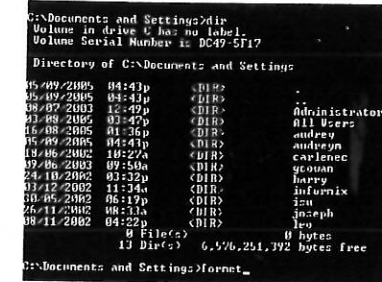 C:\Documents and Settings>dir
Volume in drive C has no label.
Volume Serial Number is DC49-5F17
Directory of C:\Documents and Settings
05/09/2005 04:43p <DIR> .
05/09/2005 04:43p <DIR> ..
08/07/2003 12:49p <DIR> Administrator
03/08/2005 03:47p <DIR> All Users
16/08/2005 01:36p <DIR> audrey
05/09/2005 04:43p <DIR> audreym
18/06/2002 10:27a <DIR> carlenec
09/06/2003 09:50a <DIR>
24/10/2002 03:32p <DIR> harry
03/12/2002 11:34a <DIR> informix
30/05/2002 06:19p <DIR> isu
26/11/2002 08:33a <DIR> joseph
08/11/2002 04:22p <DIR> lev
0 File(s) 0 bytes
13 Dir(s) 6,576,251,392 bytes free
C:\Documents and Settings>formet_